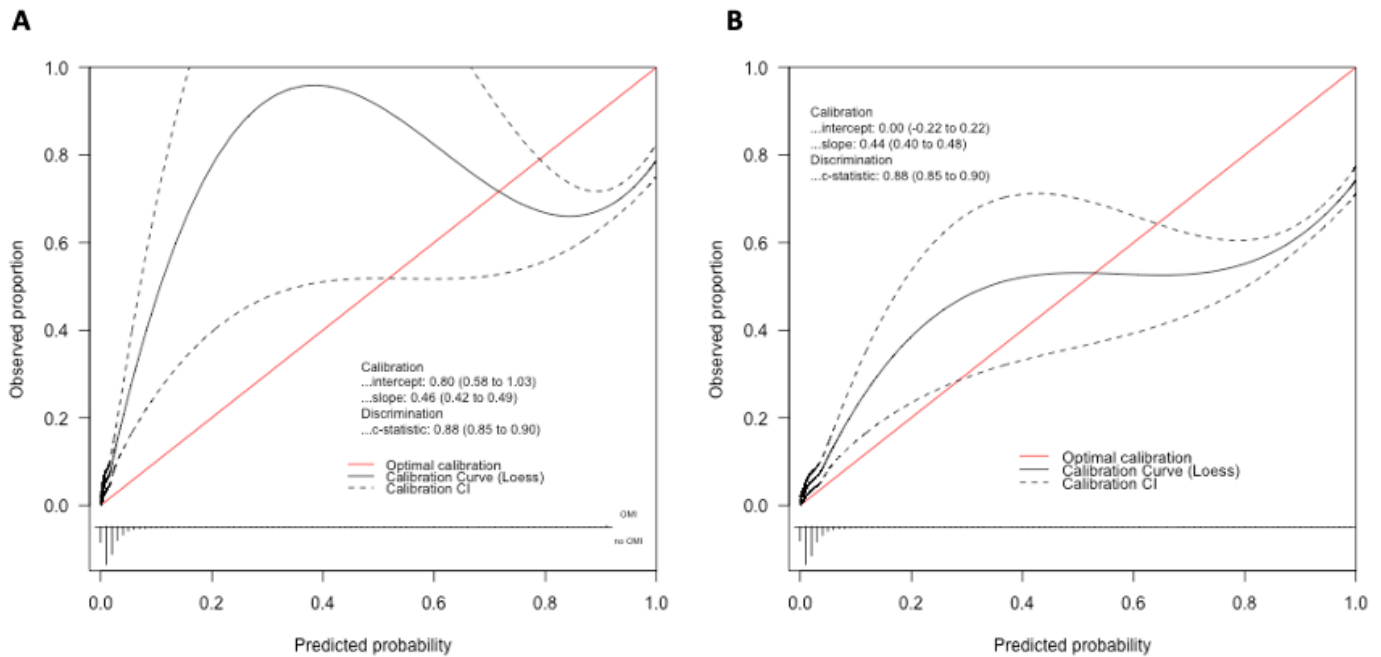 A
B
1.0
0.8
0.6
0.4
0.2
0.0
Observed proportion
Calibration
...intercept: 0.80 (0.58 to 1.03)
...slope: 0.46 (0.42 to 0.49)
Discrimination
...c-statistic: 0.88 (0.85 to 0.90)
Optimal calibration
Calibration Curve (Loess)
Calibration CI
OMI
no OMI
0.0 0.2 0.4 0.6 0.8 1.0
Predicted probability
1.0
0.8
0.6
0.4
0.2
0.0
Observed proportion
Calibration
...intercept: 0.00 (-0.22 to 0.22)
...slope: 0.44 (0.40 to 0.48)
Discrimination
...c-statistic: 0.88 (0.85 to 0.90)
Optimal calibration
Calibration Curve (Loess)
Calibration CI
0.0 0.2 0.4 0.6 0.8 1.0
Predicted probability